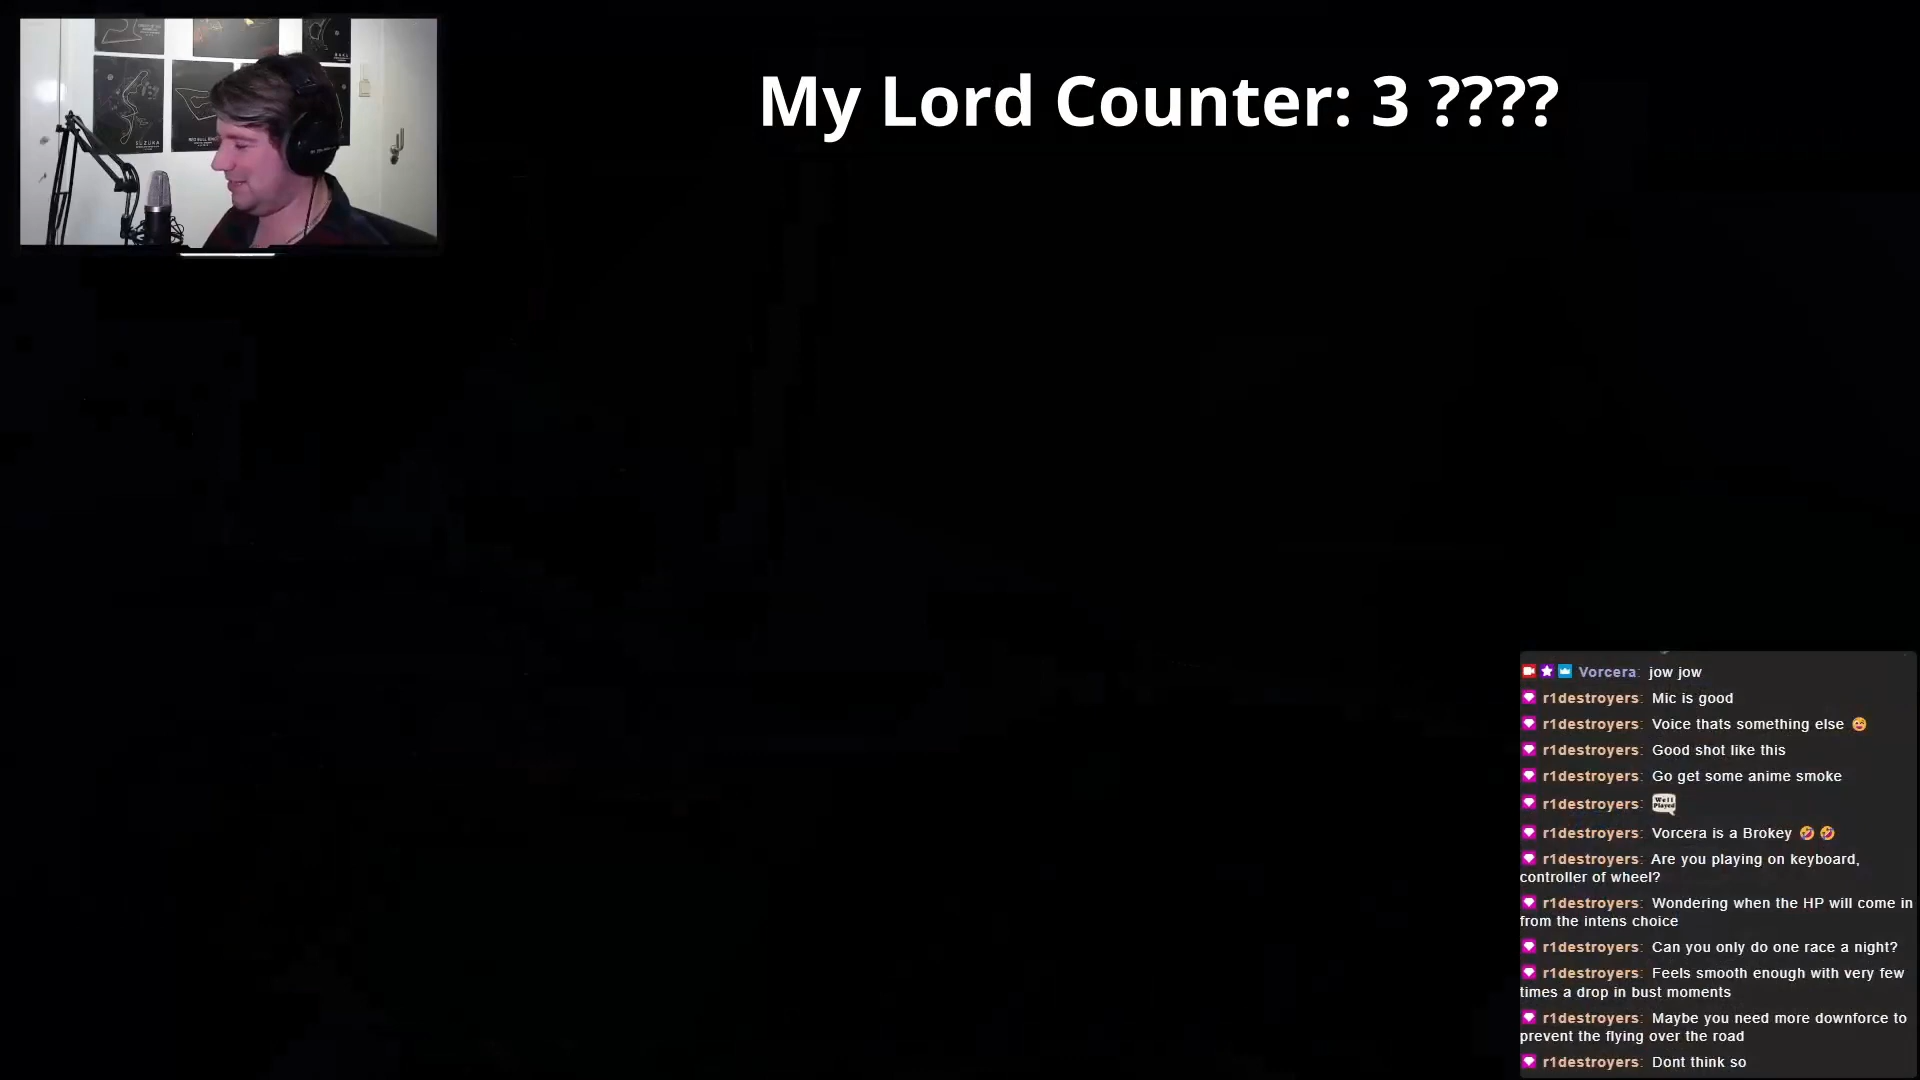 My Lord Counter: 3 ????
SUZUKA
Vorcera: jow jow
r1destroyers: Mic is good
r1destroyers: Voice thats something else 😅
r1destroyers: Good shot like this
r1destroyers: Go get some anime smoke
r1destroyers: Well Played
r1destroyers: Vorcera is a Brokey 🤣 🤣
r1destroyers: Are you playing on keyboard,
controller of wheel?
r1destroyers: Wondering when the HP will come in
from the intens choice
r1destroyers: Can you only do one race a night?
r1destroyers: Feels smooth enough with very few
times a drop in bust moments
r1destroyers: Maybe you need more downforce to
prevent the flying over the road
r1destroyers: Dont think so